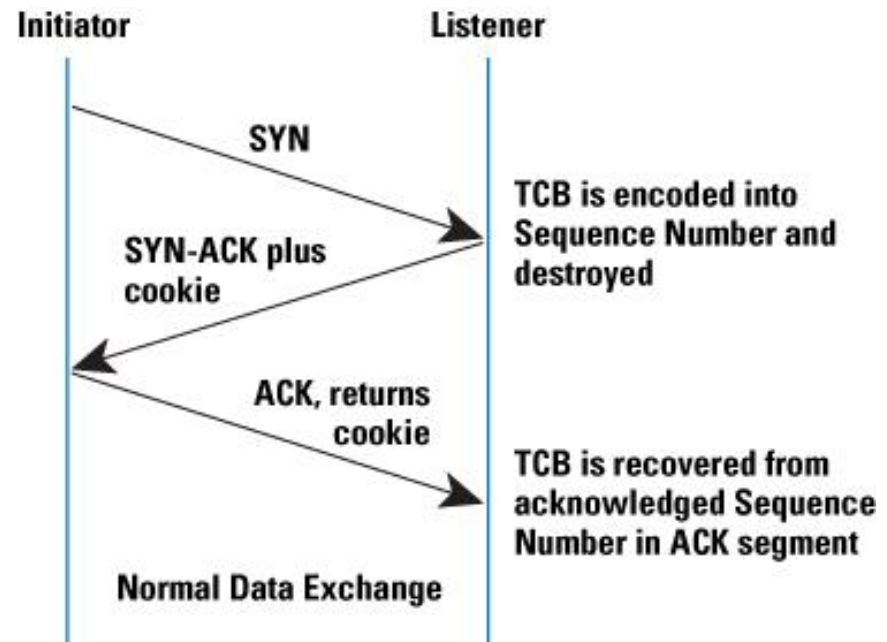 Initiator
Listener
SYN
TCB is encoded into
Sequence Number and
destroyed
SYN-ACK plus
cookie
ACK, returns
cookie
TCB is recovered from
acknowledged Sequence
Number in ACK segment
Normal Data Exchange